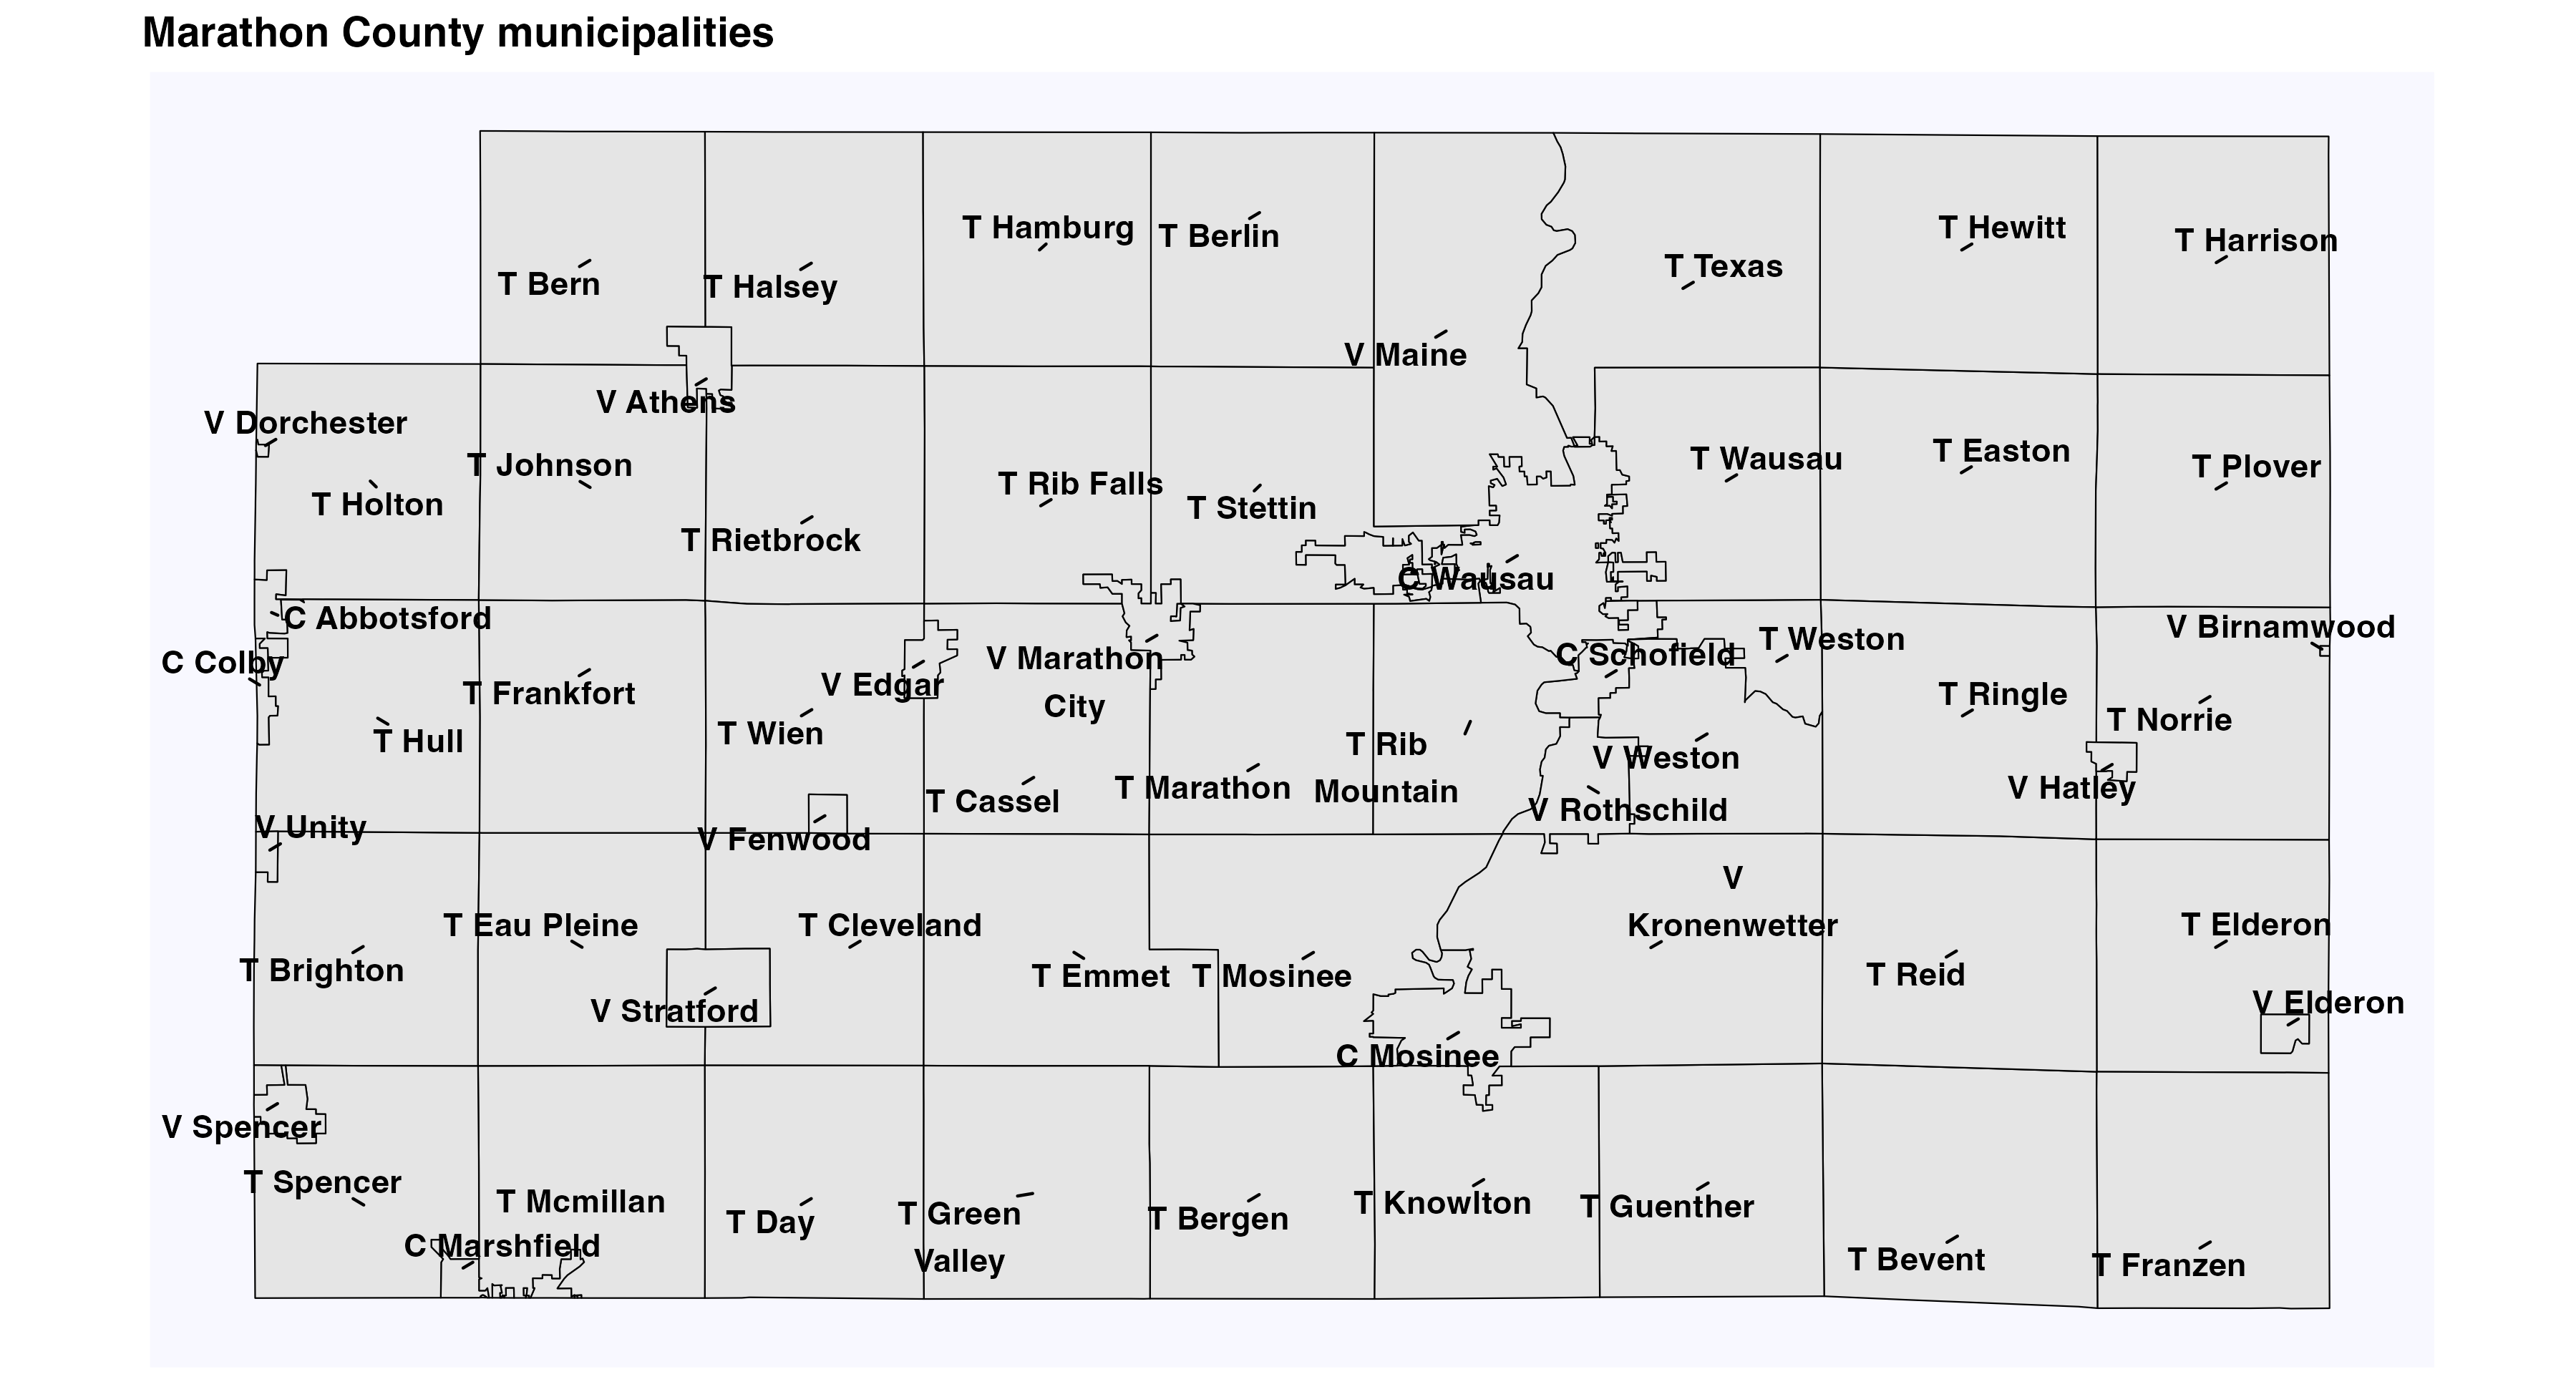 Marathon County municipalities
T Hamburg
T Berlin
T Hewitt
T Harrison
T Texas
T Bern
T Halsey
V Maine
V Athens
V Dorchester
T Johnson
T Holton
T Rietbrock
T Rib Falls
T Stettin
T Wausau
T Easton
T Plover
C Wausau
C Abbotsford
C Colby
T Frankfort
T Hull
V Edgar
T Wien
V Marathon
City
C Schofield
T Weston
V Birnamwood
T Ringle
T Norrie
T Rib
Mountain
V Weston
V Hatley
T Cassel
T Marathon
V Rothschild
V Unity
V Fenwood
V
Kronenwetter
T Eau Pleine
T Cleveland
T Elderon
T Brighton
T Emmet
T Mosinee
T Reid
V Stratford
V Elderon
C Mosinee
V Spencer
T Spencer
T Mcmillan
C Marshfield
T Day
T Green
Valley
T Bergen
T Knowlton
T Guenther
T Bevent
T Franzen